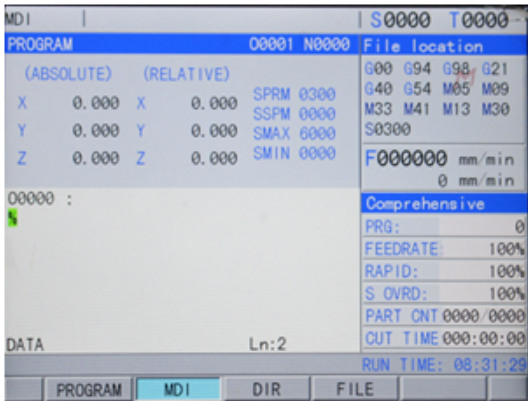 MDI S0000 T0000
PROGRAM O0001 N0000 File location
(ABSOLUTE) (RELATIVE)
X 0.000 X 0.000
Y 0.000 Y 0.000
Z 0.000 Z 0.000
SPRM 0300
SSPM 0000
SMAX 6000
SMIN 0000
G00 G94 G98 G21
G40 G54 M05 M09
M33 M41 M13 M30
S0300
F000000 mm/min
0 mm/min
O0000 :
%
DATA Ln:2
Comprehensive
PRG: 0
FEEDRATE 100%
RAPID: 100%
S OVRD: 100%
PART CNT 0000/0000
CUT TIME 000:00:00
RUN TIME: 08:31:29
PROGRAM MDI DIR FILE